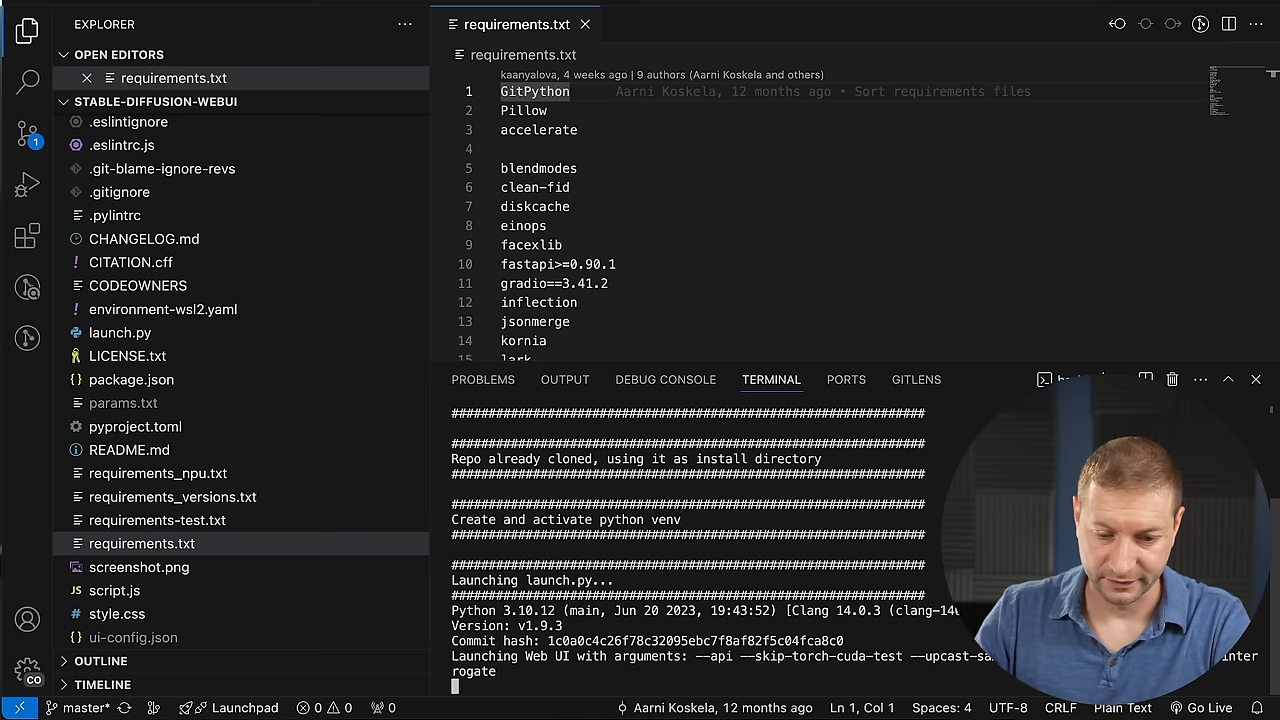 EXPLORER
OPEN EDITORS
requirements.txt
STABLE-DIFFUSION-WEBUI
.eslintignore
.eslintrc.js
.git-blame-ignore-revs
.gitignore
.pylintrc
CHANGELOG.md
CITATION.cff
CODEOWNERS
environment-wsl2.yaml
launch.py
LICENSE.txt
package.json
params.txt
pyproject.toml
README.md
requirements_npu.txt
requirements_versions.txt
requirements-test.txt
requirements.txt
screenshot.png
script.js
style.css
ui-config.json
OUTLINE
TIMELINE
1
CO
requirements.txt
requirements.txt
kaanyalova, 4 weeks ago | 9 authors (Aarni Koskela and others)
1 GitPython Aarni Koskela, 12 months ago • Sort requirements files
2 Pillow
3 accelerate
4
5 blendmodes
6 clean-fid
7 diskcache
8 einops
9 facexlib
10 fastapi>=0.90.1
11 gradio==3.41.2
12 inflection
13 jsonmerge
14 kornia
15 lark
PROBLEMS OUTPUT DEBUG CONSOLE TERMINAL PORTS GITLENS
################################################################
################################################################
Repo already cloned, using it as install directory
################################################################
################################################################
Create and activate python venv
################################################################
################################################################
Launching launch.py...
################################################################
Python 3.10.12 (main, Jun 20 2023, 19:43:52) [Clang 14.0.3
Version: v1.9.3
Commit hash: 1c0a0c4c26f78c32095ebc7f8af82f5c04fca8c0
Launching Web UI with arguments: --api --skip-torch-cuda-test inter
rogate
master* Launchpad 0 0 0 Aarni Koskela, 12 months ago Ln 1, Col 1 Spaces: 4 UTF-8 CRLF Plain Text Go Live